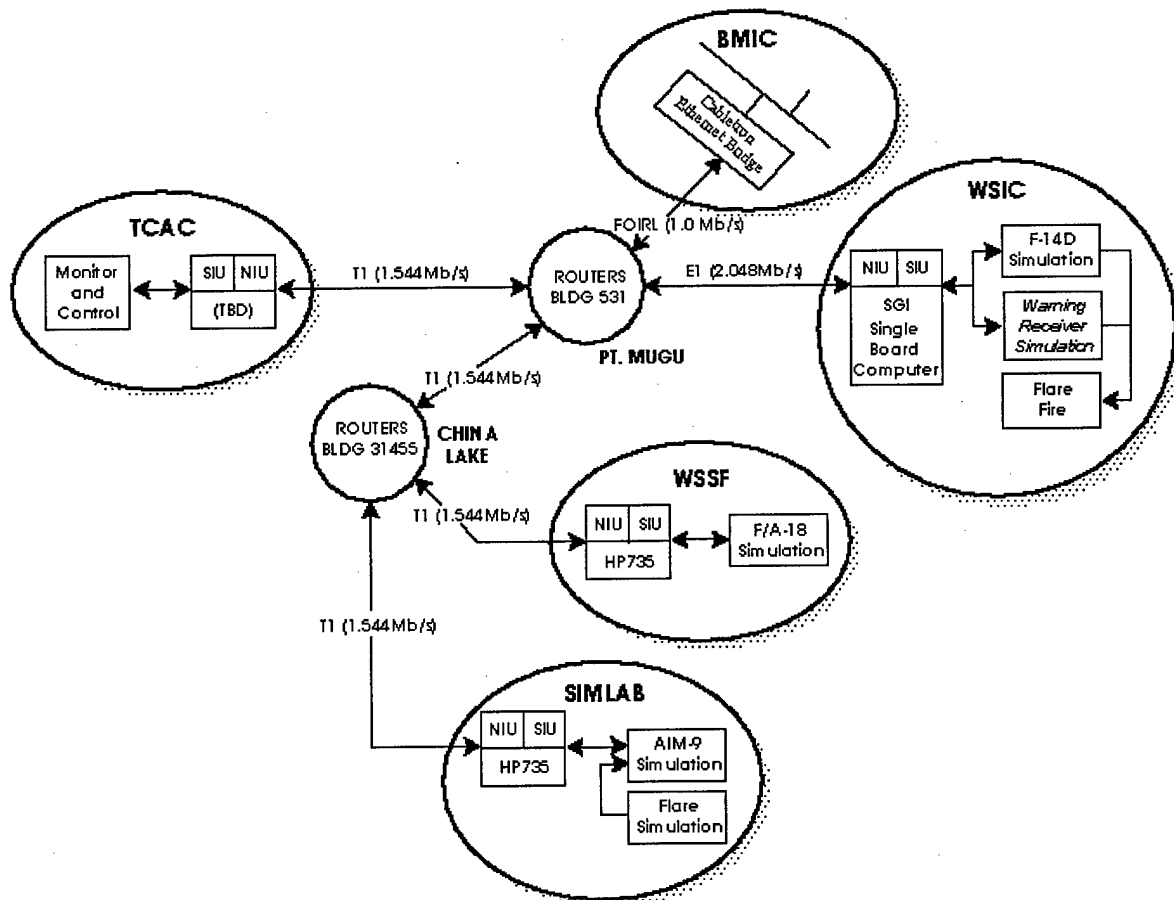 BMIC
Cabletron
Ethernet Bridge
FOIRL (1.0 Mb/s)
TCAC
Monitor
and
Control
SIU NIU
(TBD)
T1 (1.544Mb/s)
ROUTERS
BLDG 531
PT. MUGU
E1 (2.048Mb/s)
WSIC
NIU SIU
SGI
Single
Board
Computer
F-14D
Simulation
Warning
Receiver
Simulation
Flare
Fire
T1 (1.544Mb/s)
ROUTERS
BLDG 31455
CHINA
LAKE
T1 (1.544Mb/s)
WSSF
NIU SIU
HP735
F/A-18
Simulation
T1 (1.544Mb/s)
SIMLAB
NIU SIU
HP735
AIM-9
Simulation
Flare
Simulation